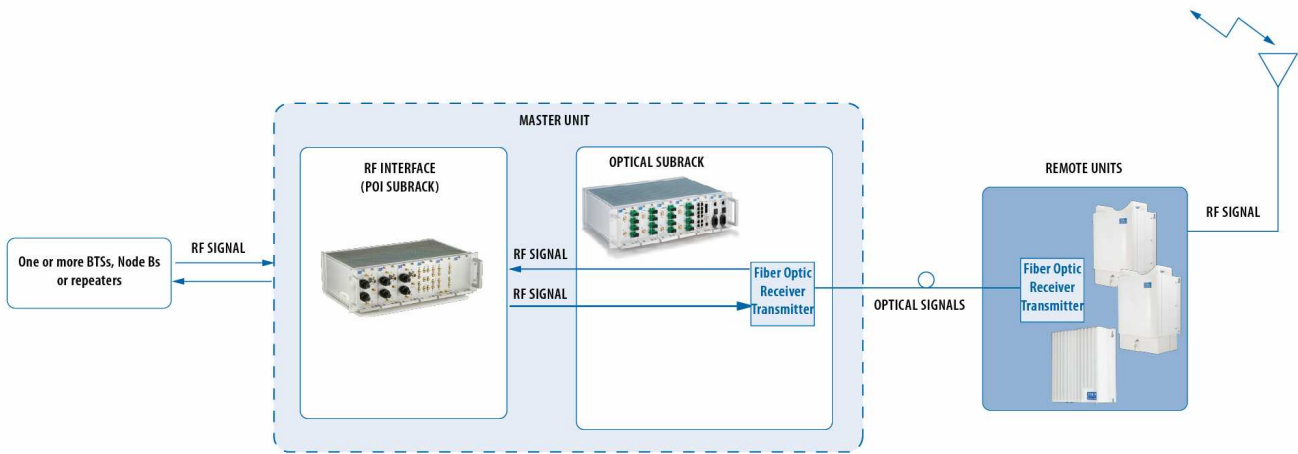 MASTER UNIT
RF INTERFACE
(POI SUBRACK)
OPTICAL SUBRACK
REMOTE UNITS
RF SIGNAL
RF SIGNAL
One or more BTSs, Node Bs
or repeaters
RF SIGNAL
RF SIGNAL
Fiber Optic
Receiver
Transmitter
OPTICAL SIGNALS
Fiber Optic
Receiver
Transmitter